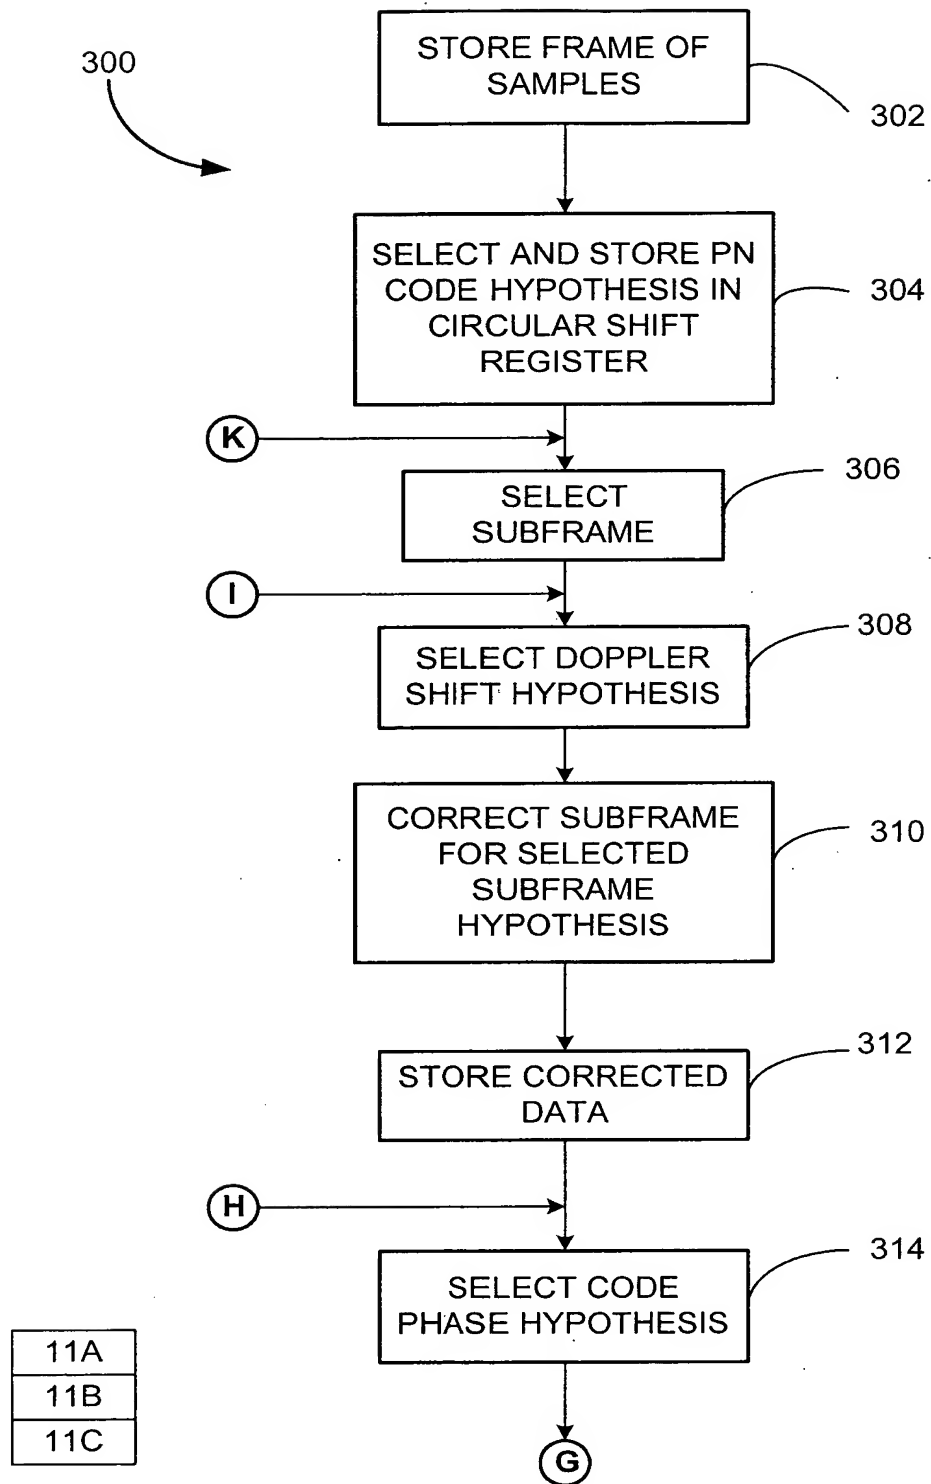 300
STORE FRAME OF
SAMPLES
302
SELECT AND STORE PN
CODE HYPOTHESIS IN
CIRCULAR SHIFT
REGISTER
304
K
SELECT
SUBFRAME
306
I
SELECT DOPPLER
SHIFT HYPOTHESIS
308
CORRECT SUBFRAME
FOR SELECTED
SUBFRAME
HYPOTHESIS
310
STORE CORRECTED
DATA
312
H
SELECT CODE
PHASE HYPOTHESIS
314
11A
11B
11C
G